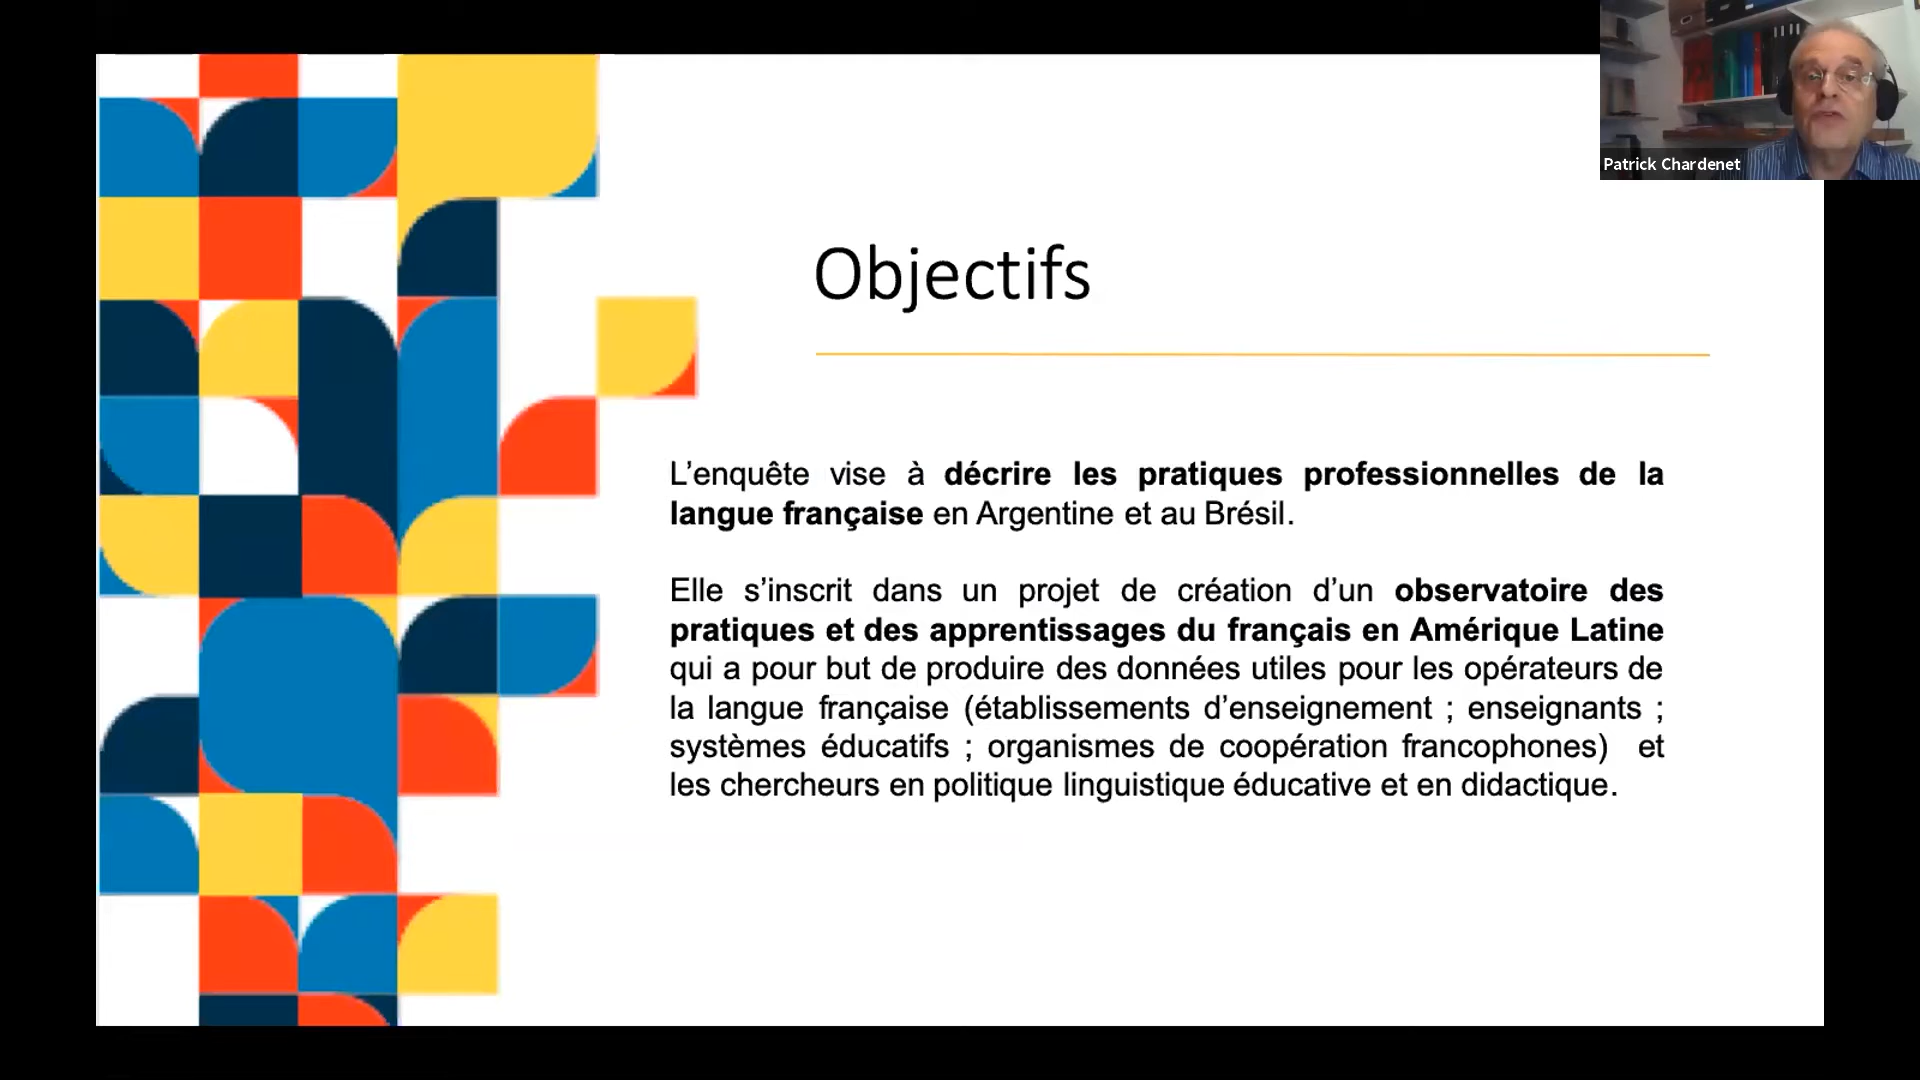 Patrick Chardenet
Objectifs
L’enquête vise à décrire les pratiques professionnelles de la
langue française en Argentine et au Brésil.
Elle s’inscrit dans un projet de création d’un observatoire des
pratiques et des apprentissages du français en Amérique Latine
qui a pour but de produire des données utiles pour les opérateurs de
la langue française (établissements d’enseignement ; enseignants ;
systèmes éducatifs ; organismes de coopération francophones) et
les chercheurs en politique linguistique éducative et en didactique.